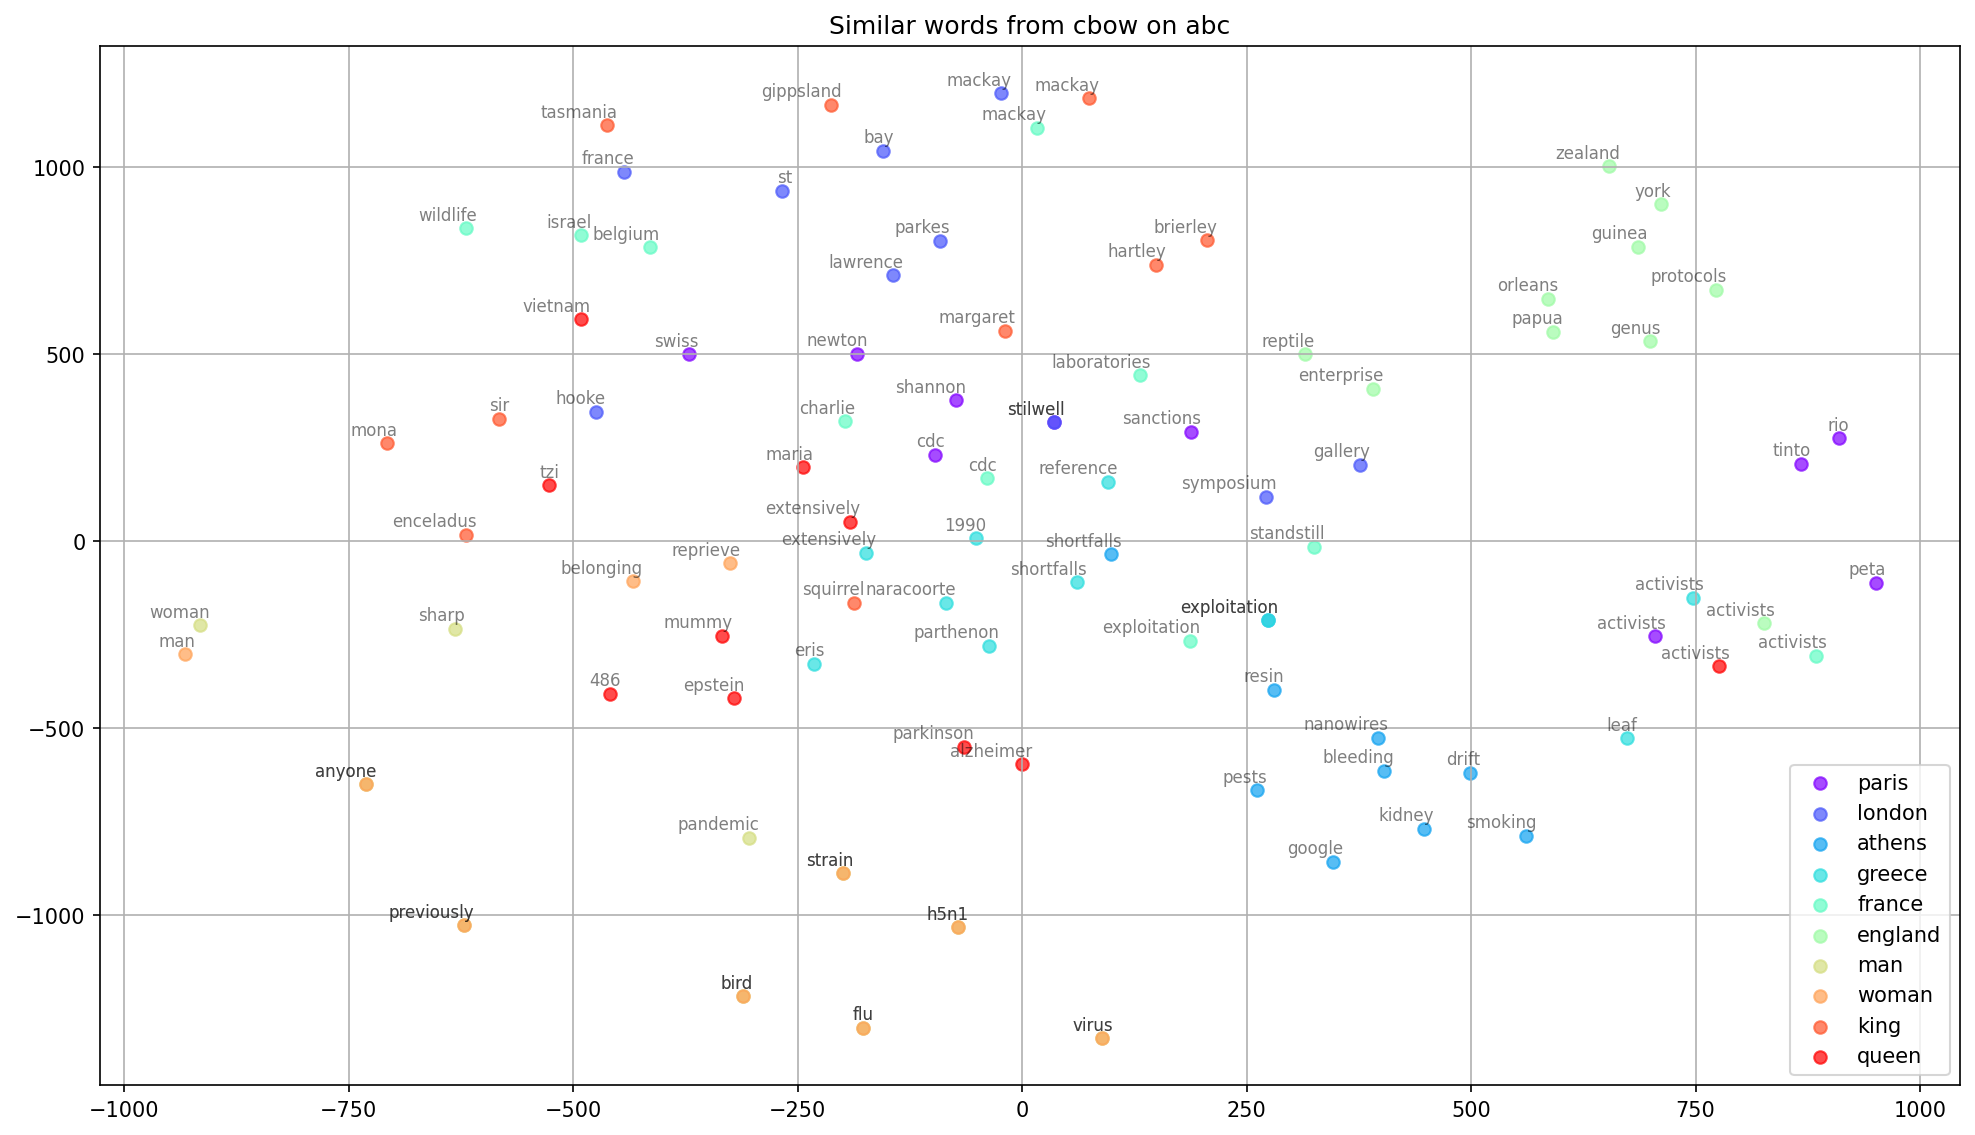 Similar words from cbow on abc
mackay
mackay
gippsland
mackay
tasmania
bay
zealand
france
st
york
wildlife
israel
parkes
brierley
belgium
guinea
hartley
lawrence
protocols
orleans
vietnam
margaret
papua
genus
swiss
newton
reptile
laboratories
enterprise
shannon
hooke
sir
charlie
stilwell
sanctions
mona
cdc
rio
maria
gallery
tinto
tzi
cdc
reference
symposium
extensively
enceladus
1990
extensively
shortfalls
standstill
reprieve
belonging
shortfalls
peta
squirrel
naracoorte
activists
woman
sharp
exploitation
activists
man
mummy
parthenon
exploitation
activists
eris
activists
activists
486
epstein
resin
parkinson
alzheimer
nanowires
leaf
bleeding
drift
anyone
pests
pandemic
kidney
smoking
strain
google
previously
h5n1
bird
flu
virus
1000
500
0
−500
−1000
−1000
−750
−500
−250
0
250
500
750
1000
paris
london
athens
greece
france
england
man
woman
king
queen